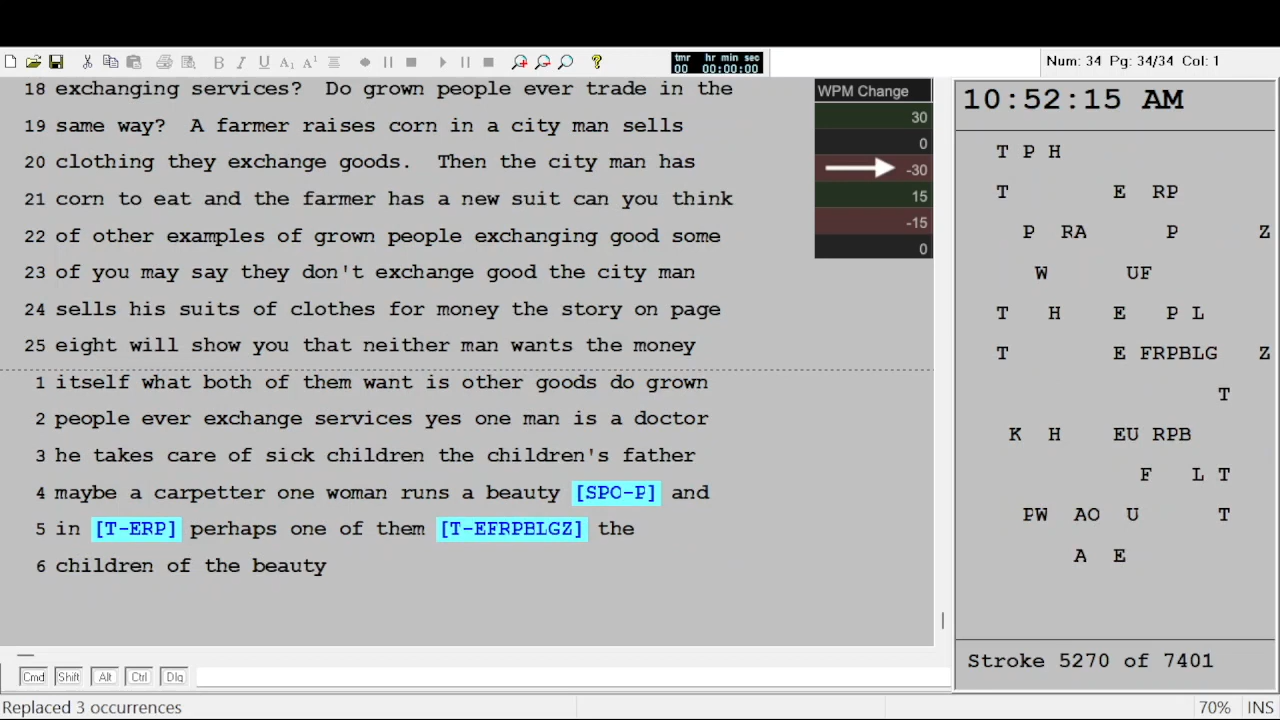 B I U A₁ A¹
tmr hr min sec
00 00:00:00
Num: 34 Pg: 34/34 Col: 1
18 exchanging services? Do grown people ever trade in the
19 same way? A farmer raises corn in a city man sells
20 clothing they exchange goods. Then the city man has
21 corn to eat and the farmer has a new suit can you think
22 of other examples of grown people exchanging good some
23 of you may say they don't exchange good the city man
24 sells his suits of clothes for money the story on page
25 eight will show you that neither man wants the money
1 itself what both of them want is other goods do grown
2 people ever exchange services yes one man is a doctor
3 he takes care of sick children the children's father
4 maybe a carpetter one woman runs a beauty [SPO-P] and
5 in [T-ERP] perhaps one of them [T-EFRPBLGZ] the
6 children of the beauty
WPM Change
30
0
-30
15
-15
0
10:52:15 AM
T P H
T E RP
P RA P Z
W UF
T H E P L
T E FRPBLG Z
T
K H EU RPB
F L T
PW AO U T
A E
Stroke 5270 of 7401
Cmd Shift Alt Ctrl Dlg
Replaced 3 occurrences
70% INS